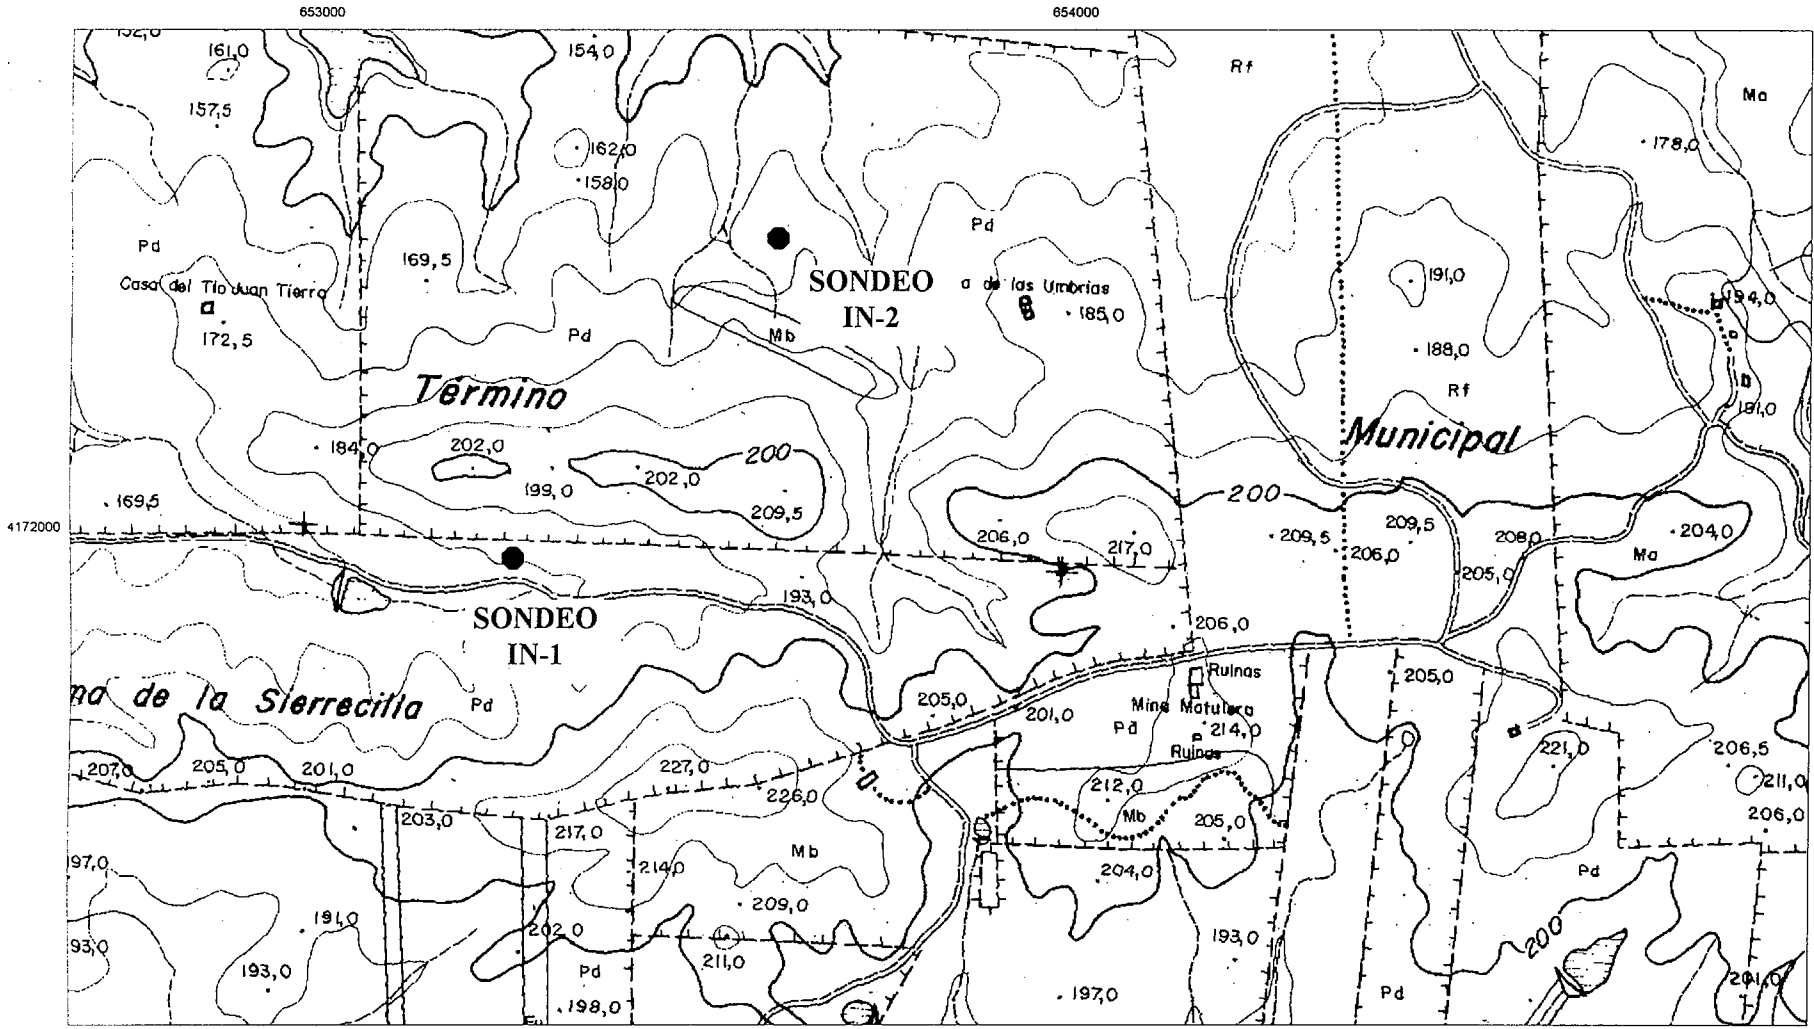 653000
654000
161,0
154,0
Rf
Ma
157,5
162,0
178,0
158,0
Pd
Pd
169,5
SONDEO
IN-2
Casa del Tío Juan Tierra
a de las Umbrias
191,0
194,0
185,0
172,5
Pd
Mb
188,0
Rf
Término
191,0
Municipal
184,0
202,0
200
199,0
202,0
200
169,5
209,5
4172000
206,0
217,0
209,5
209,5
206,0
208,0
204,0
Ma
205,0
193,0
SONDEO
IN-1
206,0
Ruinas
205,0
na de la Sierrecilla
Pd
205,0
201,0
Mina Matulera
Pd
214,0
Ruinas
221,0
206,5
207,0
205,0
201,0
227,0
226,0
212,0
211,0
203,0
217,0
Mb
205,0
206,0
197,0
Mb
214,0
204,0
Pd
209,0
191,0
202,0
193,0
200
93,0
193,0
211,0
Pd
198,0
197,0
Pd
201,0